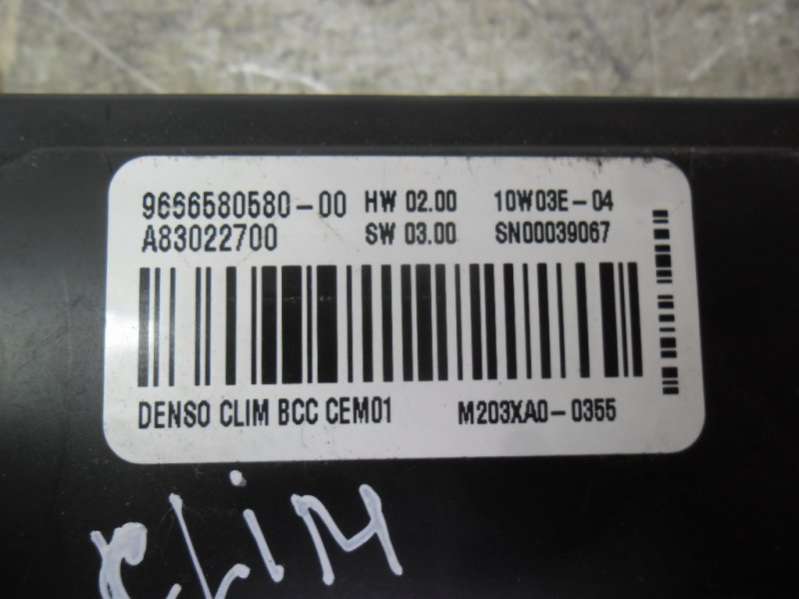 9666580580-00 HW 02.00 10W03E-04
A83022700 SW 03.00 SN00039067
DENSO CLIM BCC CEM01 M203XA0-0355
CLIM